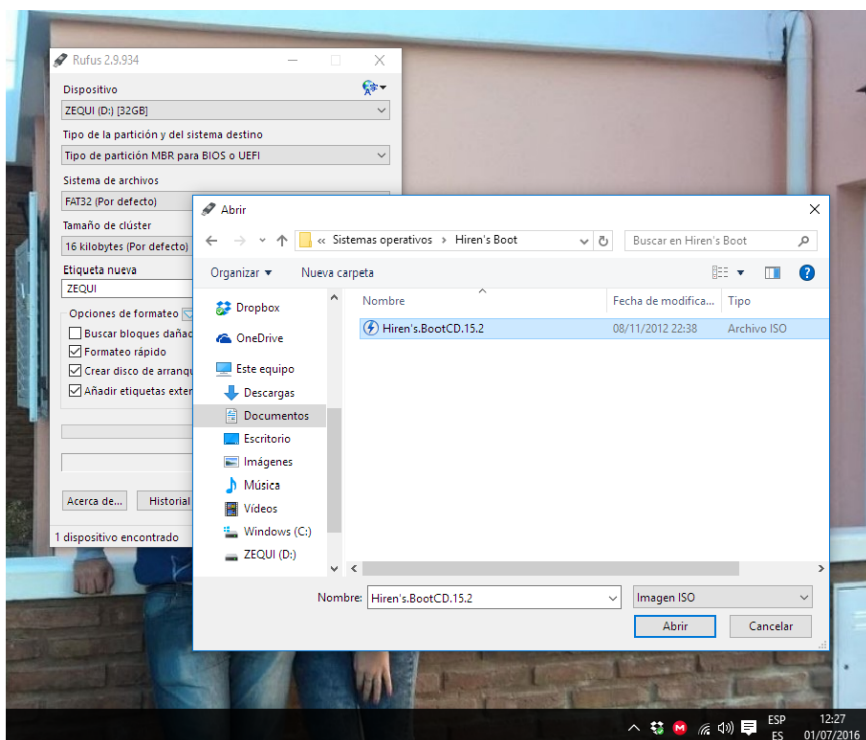 Rufus 2.9.934
Dispositivo
ZEQUI (D:) [32GB]
Tipo de la partición y del sistema destino
Tipo de partición MBR para BIOS o UEFI
Sistema de archivos
FAT32 (Por defecto)
Tamaño de clúster
16 kilobytes (Por defecto)
Etiqueta nueva
ZEQUI
Opciones de formateo
Buscar bloques
Formateo rápido
Crear disco de
Añadir etiquetas
Acerca de...
Historial
1 dispositivo encontrado
Abrir
« Sistemas operativos › Hiren's Boot
Buscar en Hiren's Boot
Organizar
Nueva carpeta
Nombre
Fecha de modifica...
Tipo
Hiren's.BootCD.15.2
08/11/2012 22:38
Archivo ISO
Dropbox
OneDrive
Este equipo
Descargas
Documentos
Escritorio
Imágenes
Música
Vídeos
Windows (C:)
ZEQUI (D:)
Nombre:
Hiren's.BootCD.15.2
Imagen ISO
Abrir
Cancelar
ESP
ES
12:27
01/07/2016